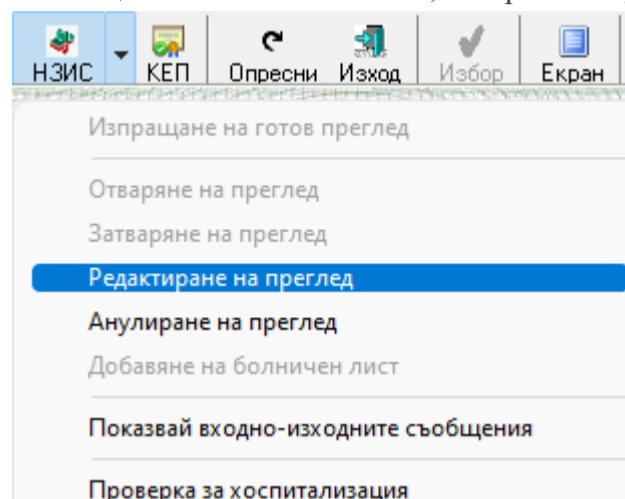 НЗИС КЕП Опресни Изход Избор Екран
Изпращане на готов преглед
Отваряне на преглед
Затваряне на преглед
Редактиране на преглед
Анулиране на преглед
Добавяне на болничен лист
Показвай входно-изходните съобщения
Проверка за хоспитализация